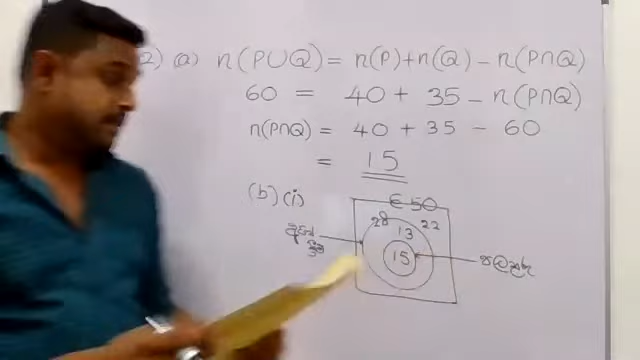 2) (a) n(P∪Q) = n(P)+n(Q) – n(P∩Q)
60 = 40 + 35 – n(P∩Q)
n(P∩Q) = 40 + 35 – 60
= 15
(b) (i)
ε 50
28 22
13
15